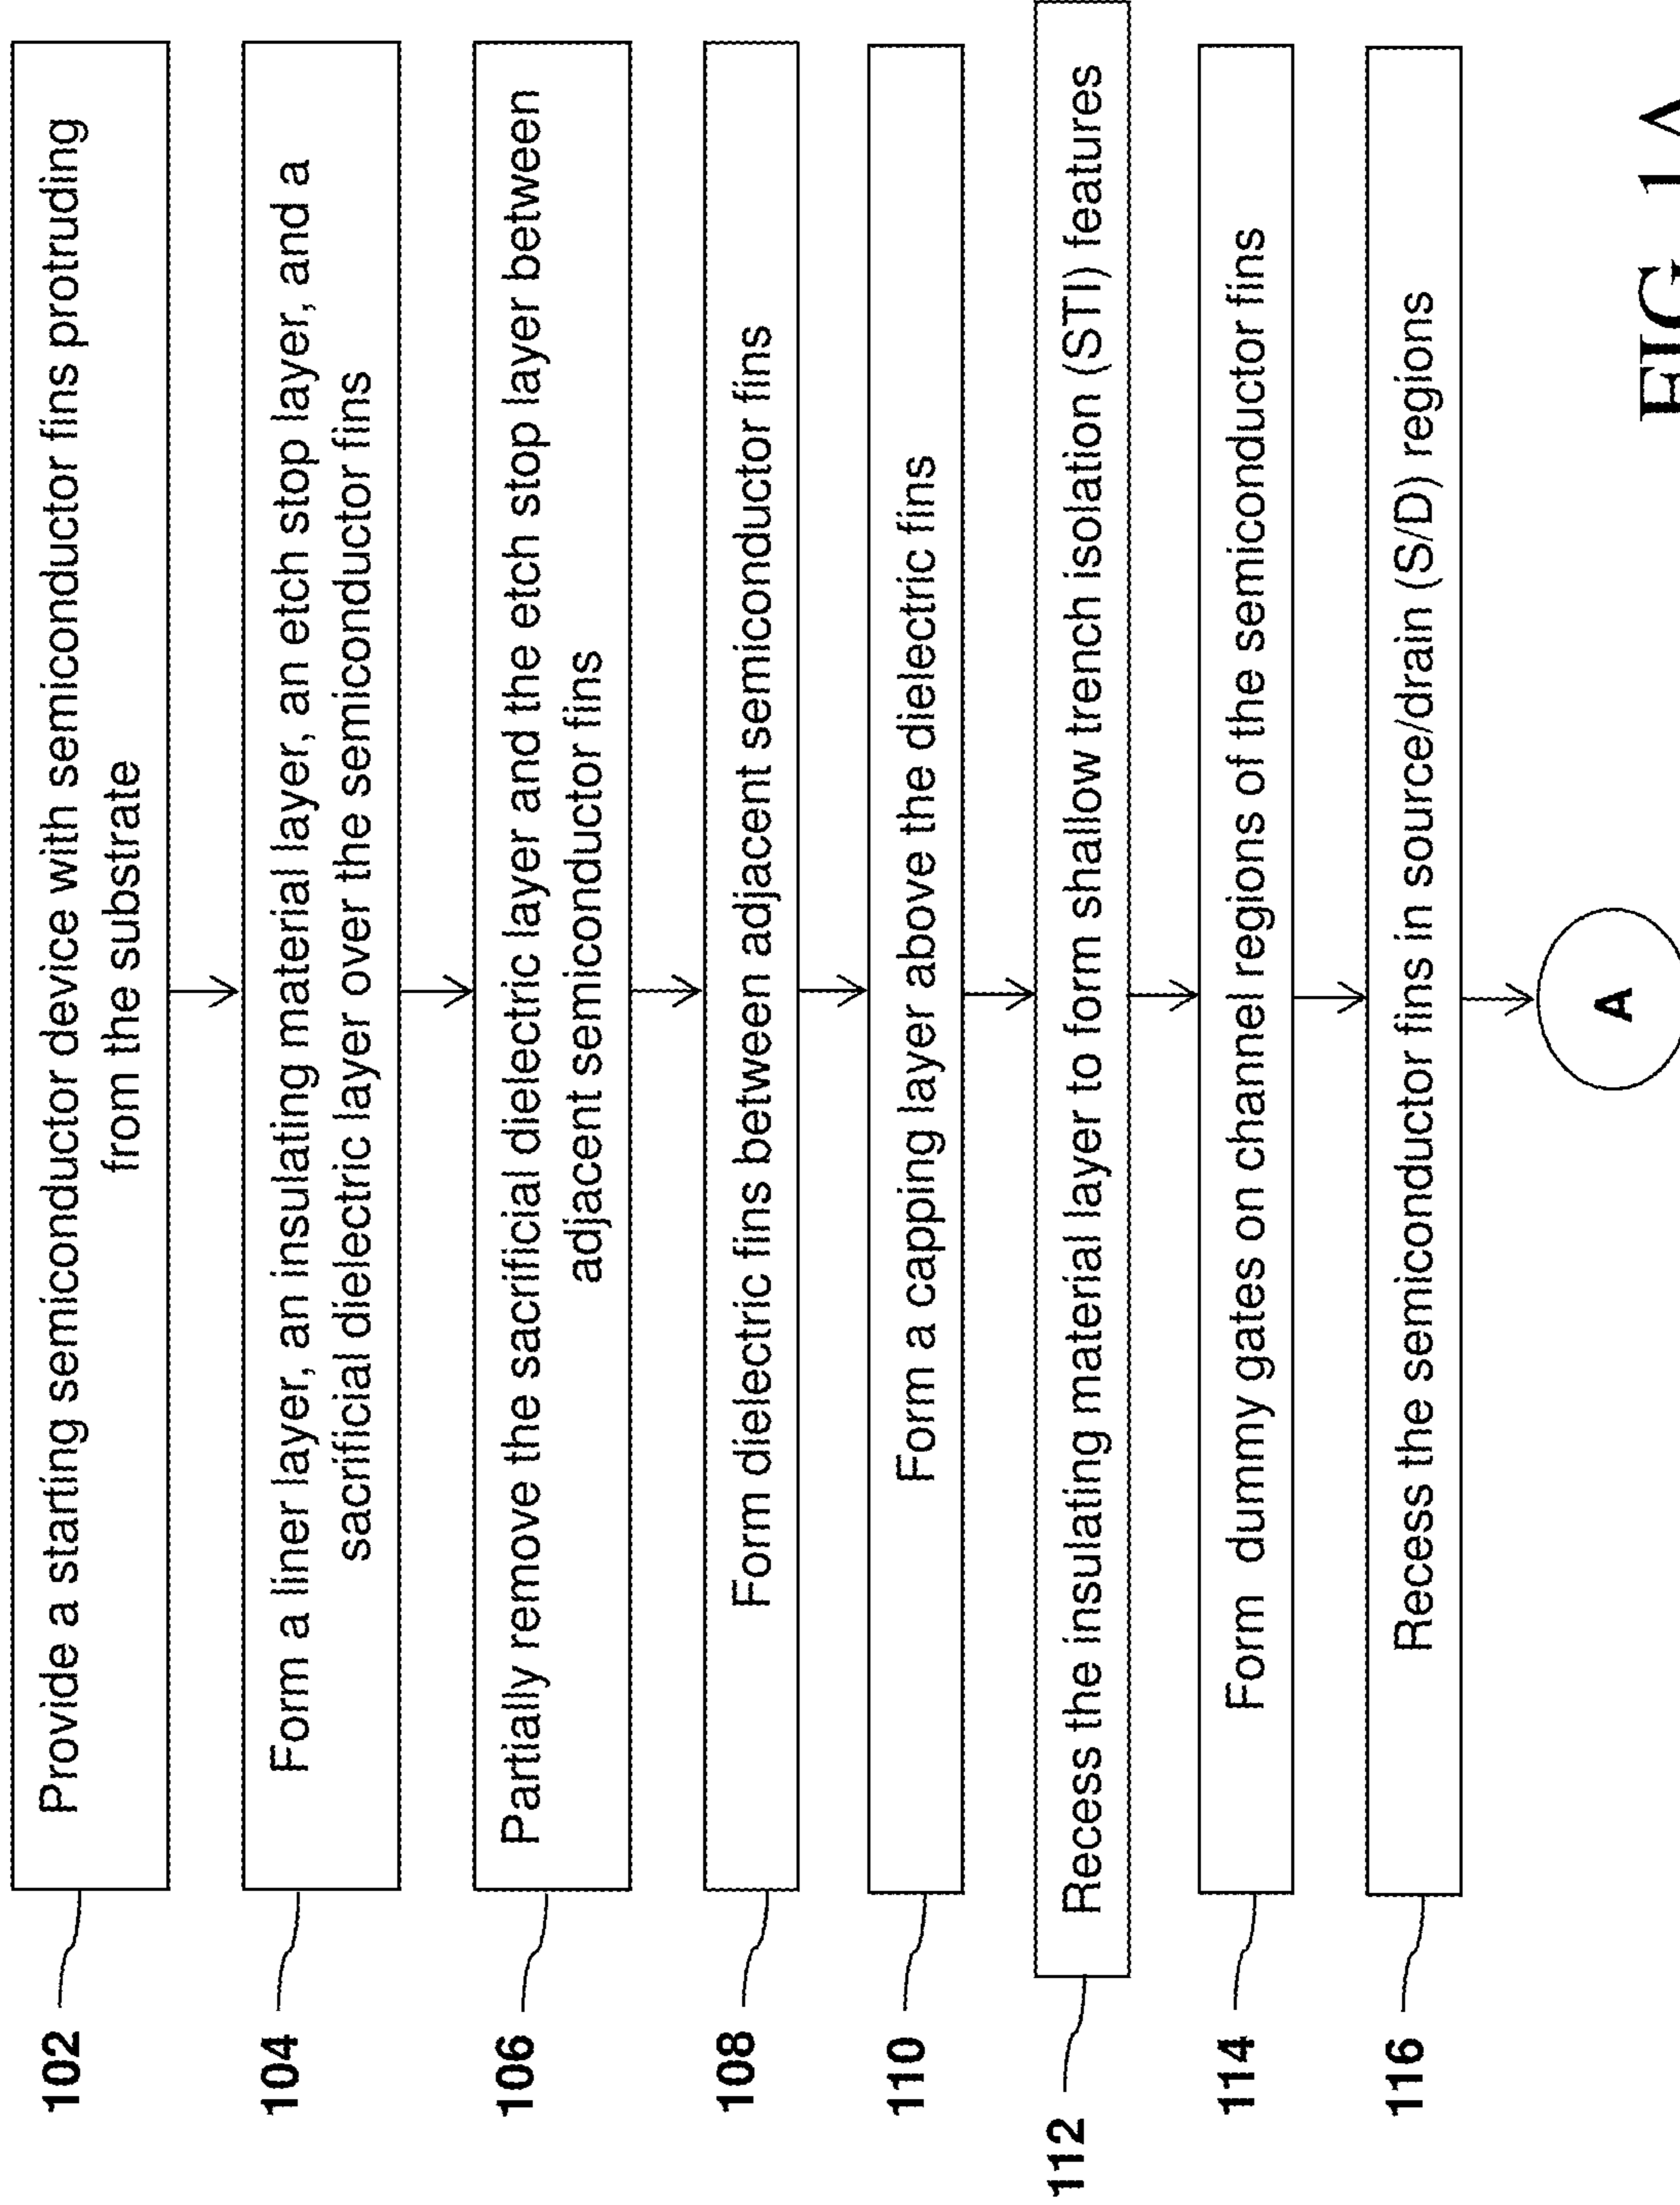 102
Provide a starting semiconductor device with semiconductor fins protruding
from the substrate
104
Form a liner layer, an insulating material layer, an etch stop layer, and a
sacrificial dielectric layer over the semiconductor fins
106
Partially remove the sacrificial dielectric layer and the etch stop layer between
adjacent semiconductor fins
108
Form dielectric fins between adjacent semiconductor fins
110
Form a capping layer above the dielectric fins
112
Recess the insulating material layer to form shallow trench isolation (STI) features
114
Form dummy gates on channel regions of the semiconductor fins
116
Recess the semiconductor fins in source/drain (S/D) regions
A
FIG. 1A